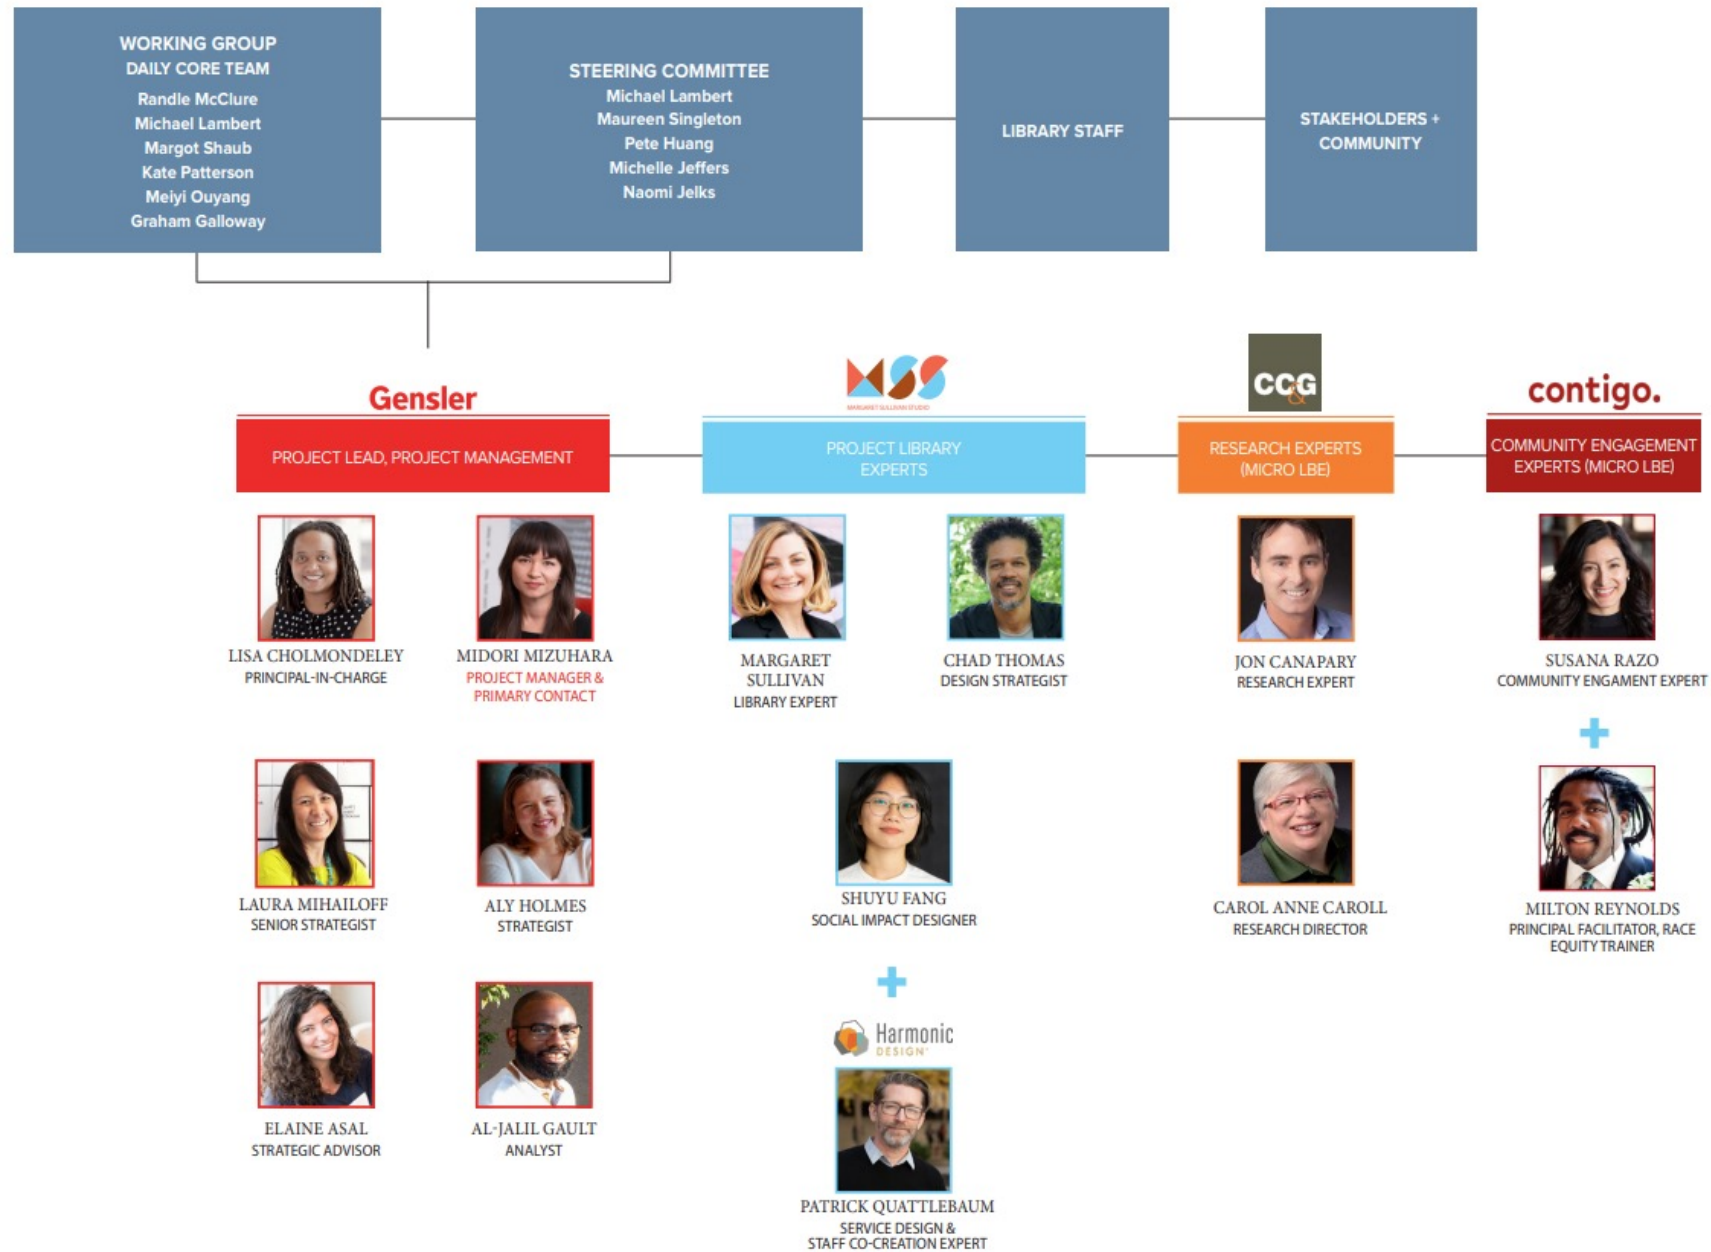 WORKING GROUP
DAILY CORE TEAM
Randle McClure
Michael Lambert
Margot Shaub
Kate Patterson
Meiyi Ouyang
Graham Galloway
STEERING COMMITTEE
Michael Lambert
Maureen Singleton
Pete Huang
Michelle Jeffers
Naomi Jelks
LIBRARY STAFF
STAKEHOLDERS +
COMMUNITY
Gensler
PROJECT LEAD, PROJECT MANAGEMENT
LISA CHOLMONDELEY
PRINCIPAL-IN-CHARGE
MIDORI MIZUHARA
PROJECT MANAGER &
PRIMARY CONTACT
LAURA MIHAILOFF
SENIOR STRATEGIST
ALY HOLMES
STRATEGIST
ELAINE ASAL
STRATEGIC ADVISOR
AL-JALIL GAULT
ANALYST
MSS
MARGARET SULLIVAN STUDIO
PROJECT LIBRARY
EXPERTS
MARGARET
SULLIVAN
LIBRARY EXPERT
CHAD THOMAS
DESIGN STRATEGIST
SHUYU FANG
SOCIAL IMPACT DESIGNER
+
Harmonic
DESIGN
PATRICK QUATTLEBAUM
SERVICE DESIGN &
STAFF CO-CREATION EXPERT
CC&G
RESEARCH EXPERTS
(MICRO LBE)
JON CANAPARY
RESEARCH EXPERT
CAROL ANNE CAROLL
RESEARCH DIRECTOR
contigo.
COMMUNITY ENGAGEMENT
EXPERTS (MICRO LBE)
SUSANA RAZO
COMMUNITY ENGAMENT EXPERT
+
MILTON REYNOLDS
PRINCIPAL FACILITATOR, RACE
EQUITY TRAINER